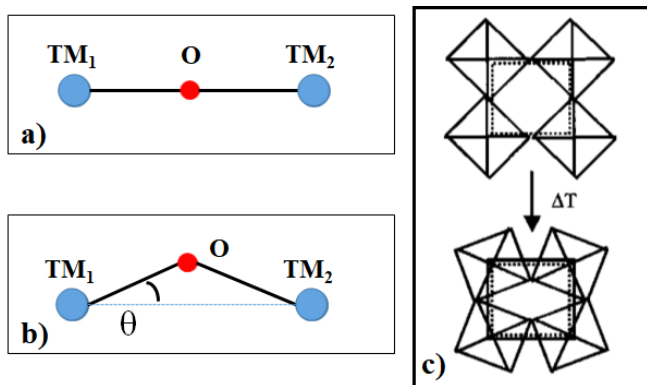 TM₁ O TM₂
a)
TM₁ O TM₂
θ
b)
ΔT
c)